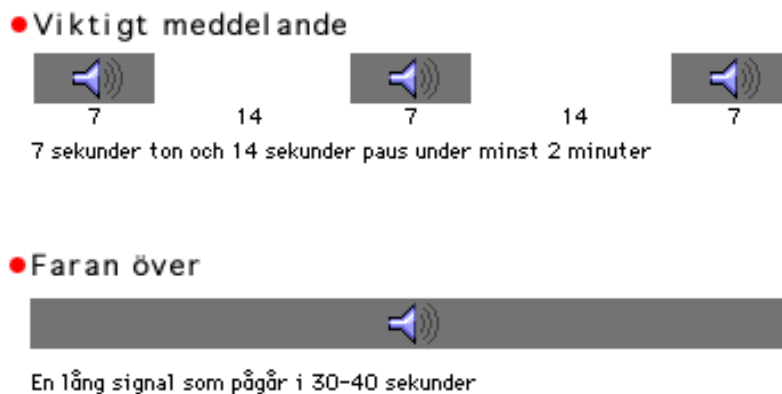 Viktigt meddelande
7 14 7 14 7
7 sekunder ton och 14 sekunder paus under minst 2 minuter
Faran över
En lång signal som pågår i 30-40 sekunder